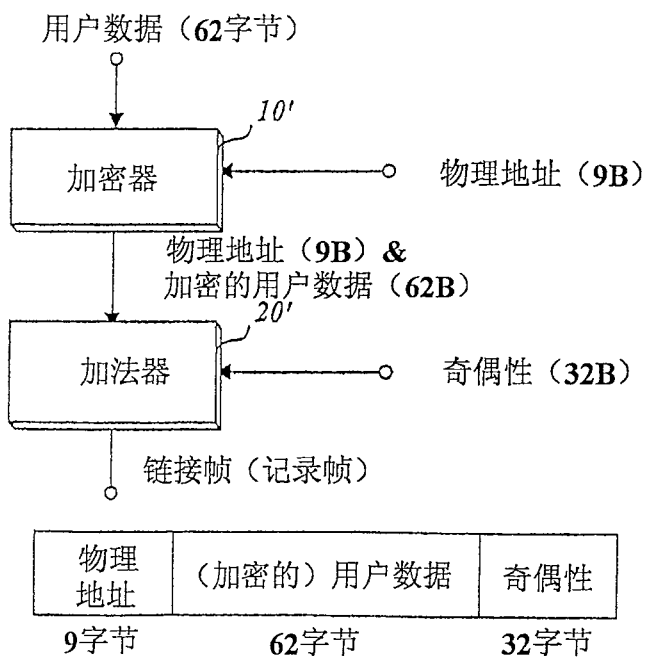 用户数据（62字节）
10'
加密器
物理地址（9B）
物理地址（9B）&
加密的用户数据（62B）
20'
加法器
奇偶性（32B）
链接帧（记录帧）
物理
地址
（加密的）用户数据
奇偶性
9字节
62字节
32字节